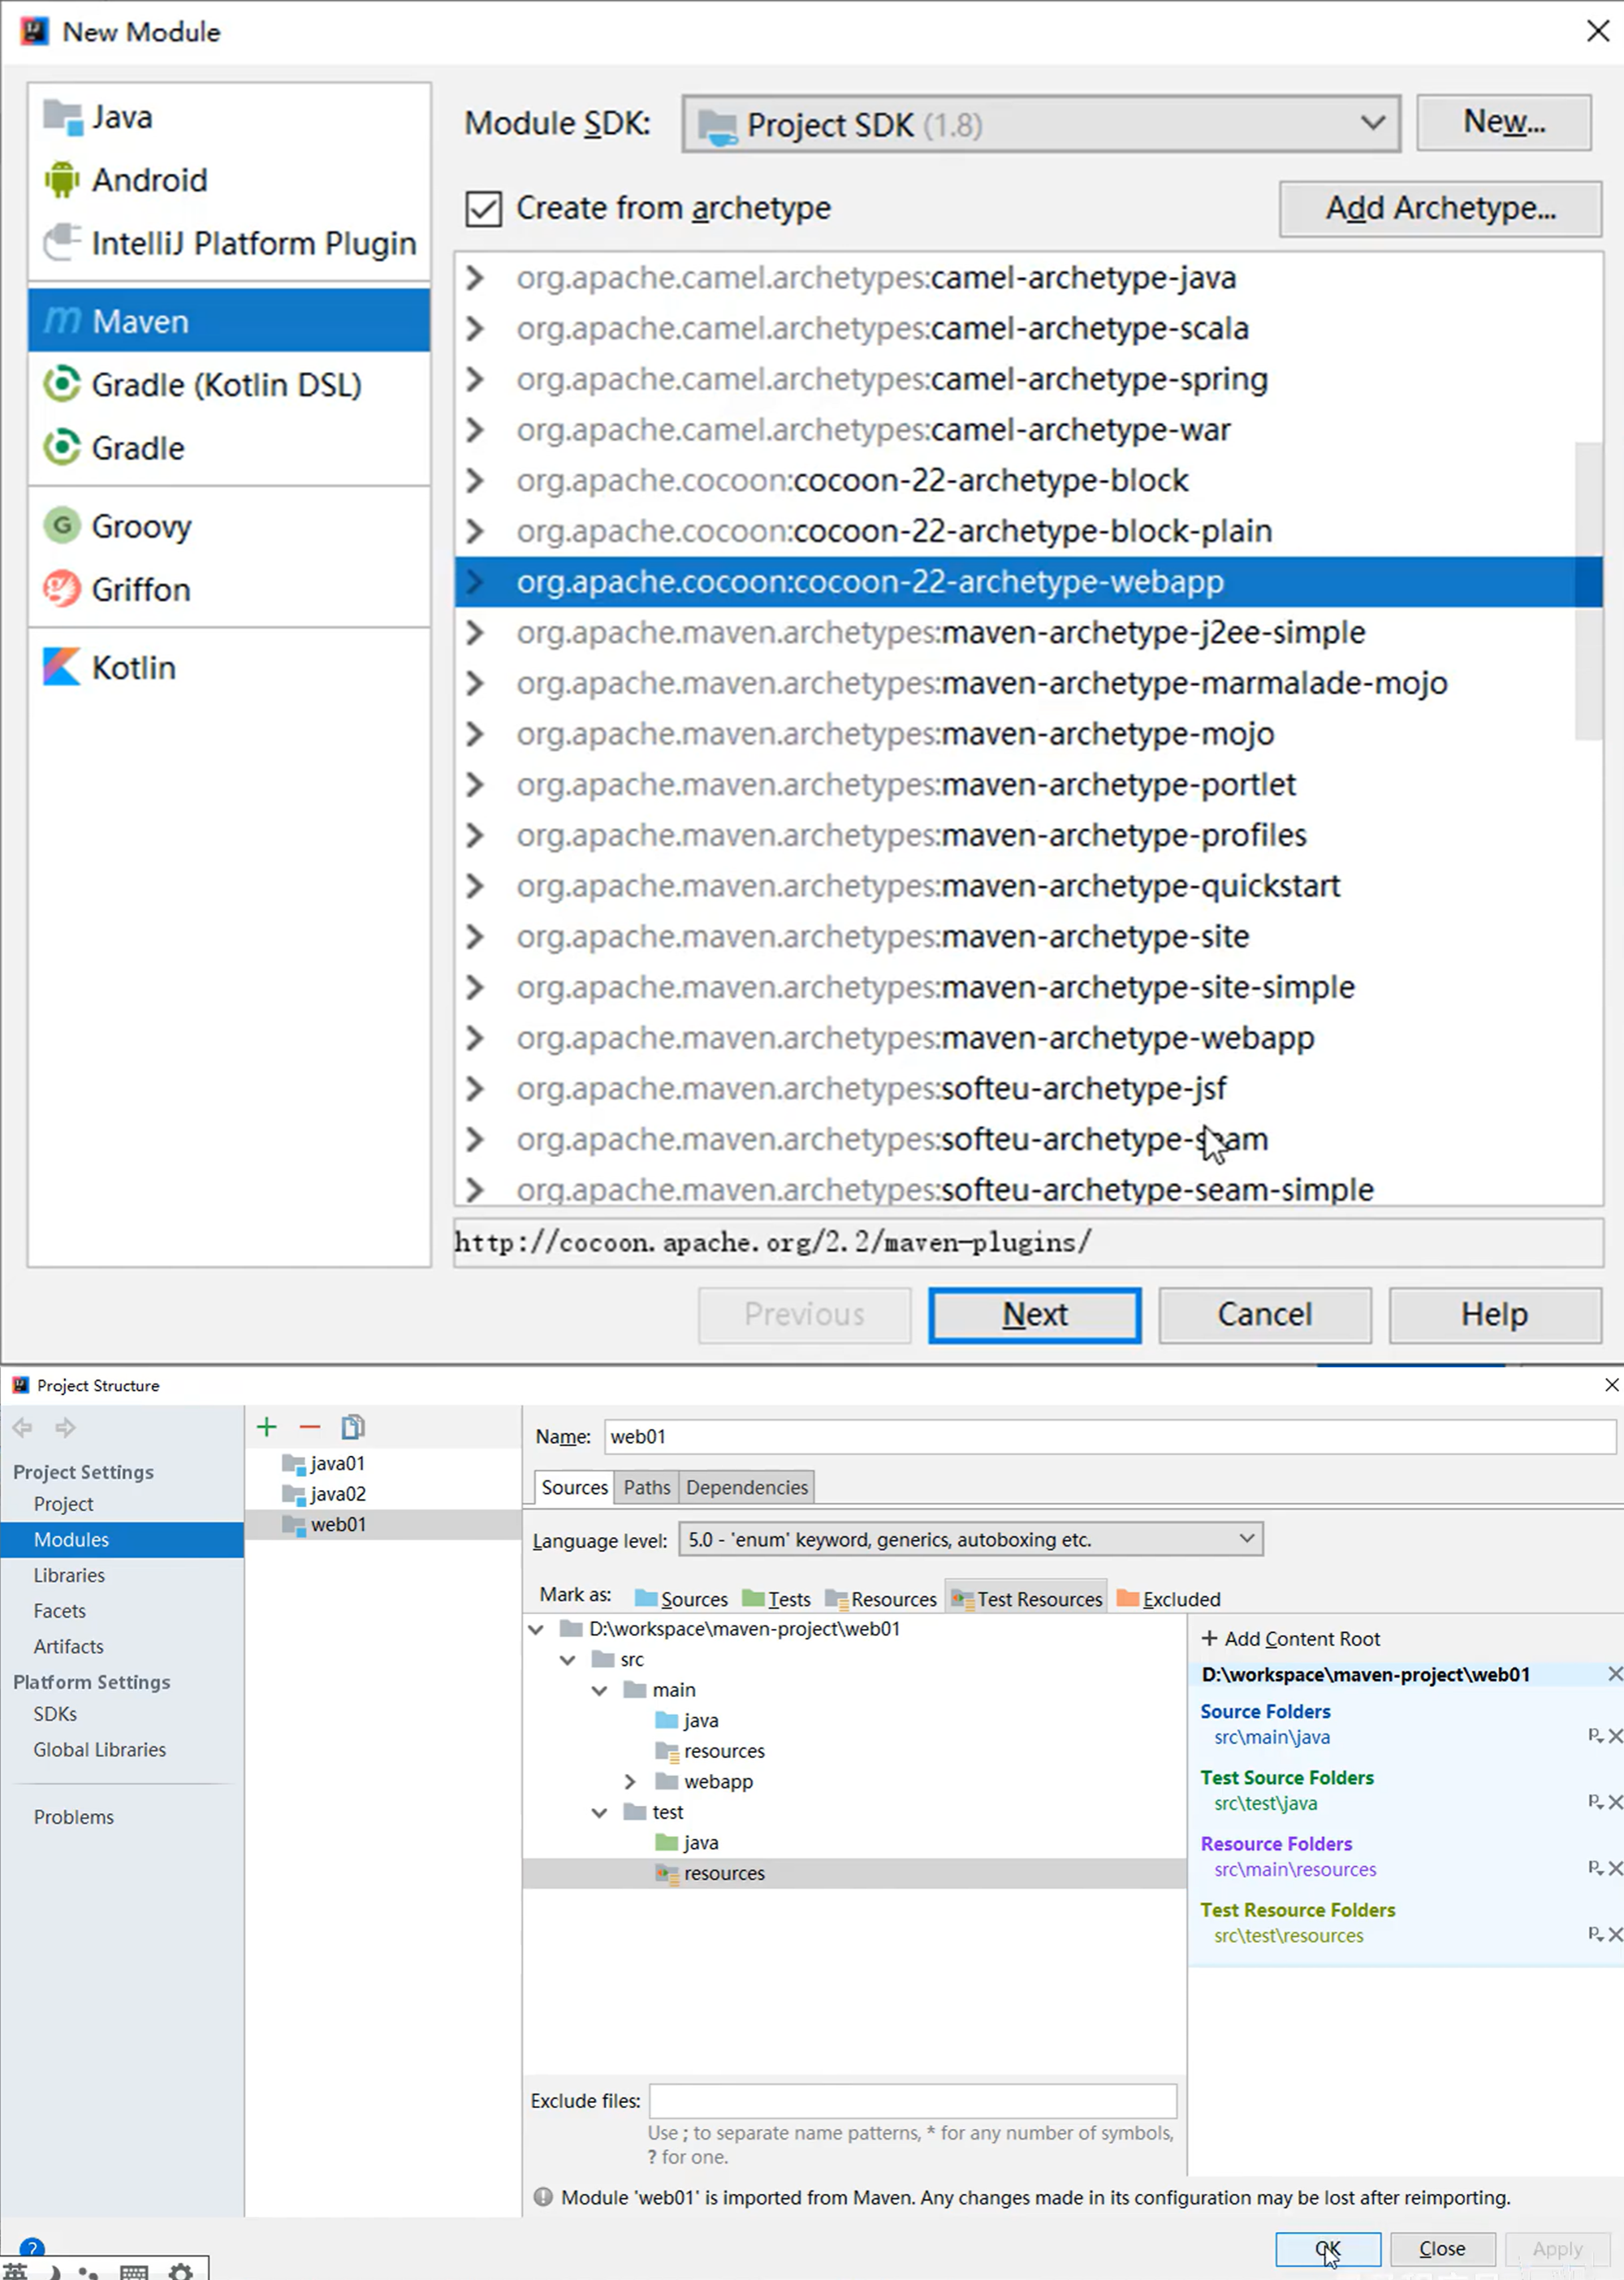 New Module
Java
Android
IntelliJ Platform Plugin
Maven
Gradle (Kotlin DSL)
Gradle
Groovy
Griffon
Kotlin
Module SDK: Project SDK (1.8) New...
Create from archetype Add Archetype...
org.apache.camel.archetypes:camel-archetype-java
org.apache.camel.archetypes:camel-archetype-scala
org.apache.camel.archetypes:camel-archetype-spring
org.apache.camel.archetypes:camel-archetype-war
org.apache.cocoon:cocoon-22-archetype-block
org.apache.cocoon:cocoon-22-archetype-block-plain
org.apache.cocoon:cocoon-22-archetype-webapp
org.apache.maven.archetypes:maven-archetype-j2ee-simple
org.apache.maven.archetypes:maven-archetype-marmalade-mojo
org.apache.maven.archetypes:maven-archetype-mojo
org.apache.maven.archetypes:maven-archetype-portlet
org.apache.maven.archetypes:maven-archetype-profiles
org.apache.maven.archetypes:maven-archetype-quickstart
org.apache.maven.archetypes:maven-archetype-site
org.apache.maven.archetypes:maven-archetype-site-simple
org.apache.maven.archetypes:maven-archetype-webapp
org.apache.maven.archetypes:softeu-archetype-jsf
org.apache.maven.archetypes:softeu-archetype-seam
org.apache.maven.archetypes:softeu-archetype-seam-simple
http://cocoon.apache.org/2.2/maven-plugins/
Previous Next Cancel Help
Project Structure
Project Settings
Project
Modules
Libraries
Facets
Artifacts
Platform Settings
SDKs
Global Libraries
Problems
java01
java02
web01
Name: web01
Sources Paths Dependencies
Language level: 5.0 - 'enum' keyword, generics, autoboxing etc.
Mark as: Sources Tests Resources Test Resources Excluded
D:\workspace\maven-project\web01
src
main
java
resources
webapp
test
java
resources
+ Add Content Root
D:\workspace\maven-project\web01
Source Folders
src\main\java
Test Source Folders
src\test\java
Resource Folders
src\main\resources
Test Resource Folders
src\test\resources
Exclude files:
Use ; to separate name patterns, * for any number of symbols,
? for one.
Module 'web01' is imported from Maven. Any changes made in its configuration may be lost after reimporting.
OK Close Apply
英